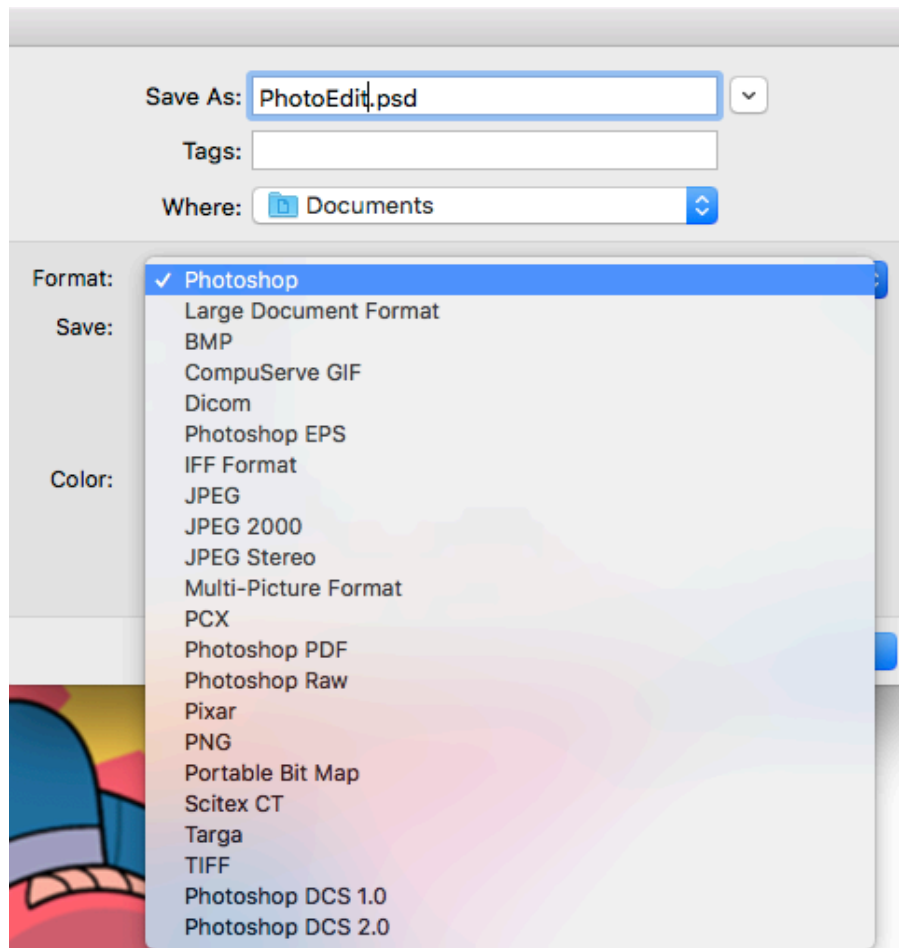 Save As: PhotoEdit.psd
Tags:
Where: Documents
Format: ✓ Photoshop
Large Document Format
Save:
BMP
CompuServe GIF
Dicom
Photoshop EPS
IFF Format
Color:
JPEG
JPEG 2000
JPEG Stereo
Multi-Picture Format
PCX
Photoshop PDF
Photoshop Raw
Pixar
PNG
Portable Bit Map
Scitex CT
Targa
TIFF
Photoshop DCS 1.0
Photoshop DCS 2.0